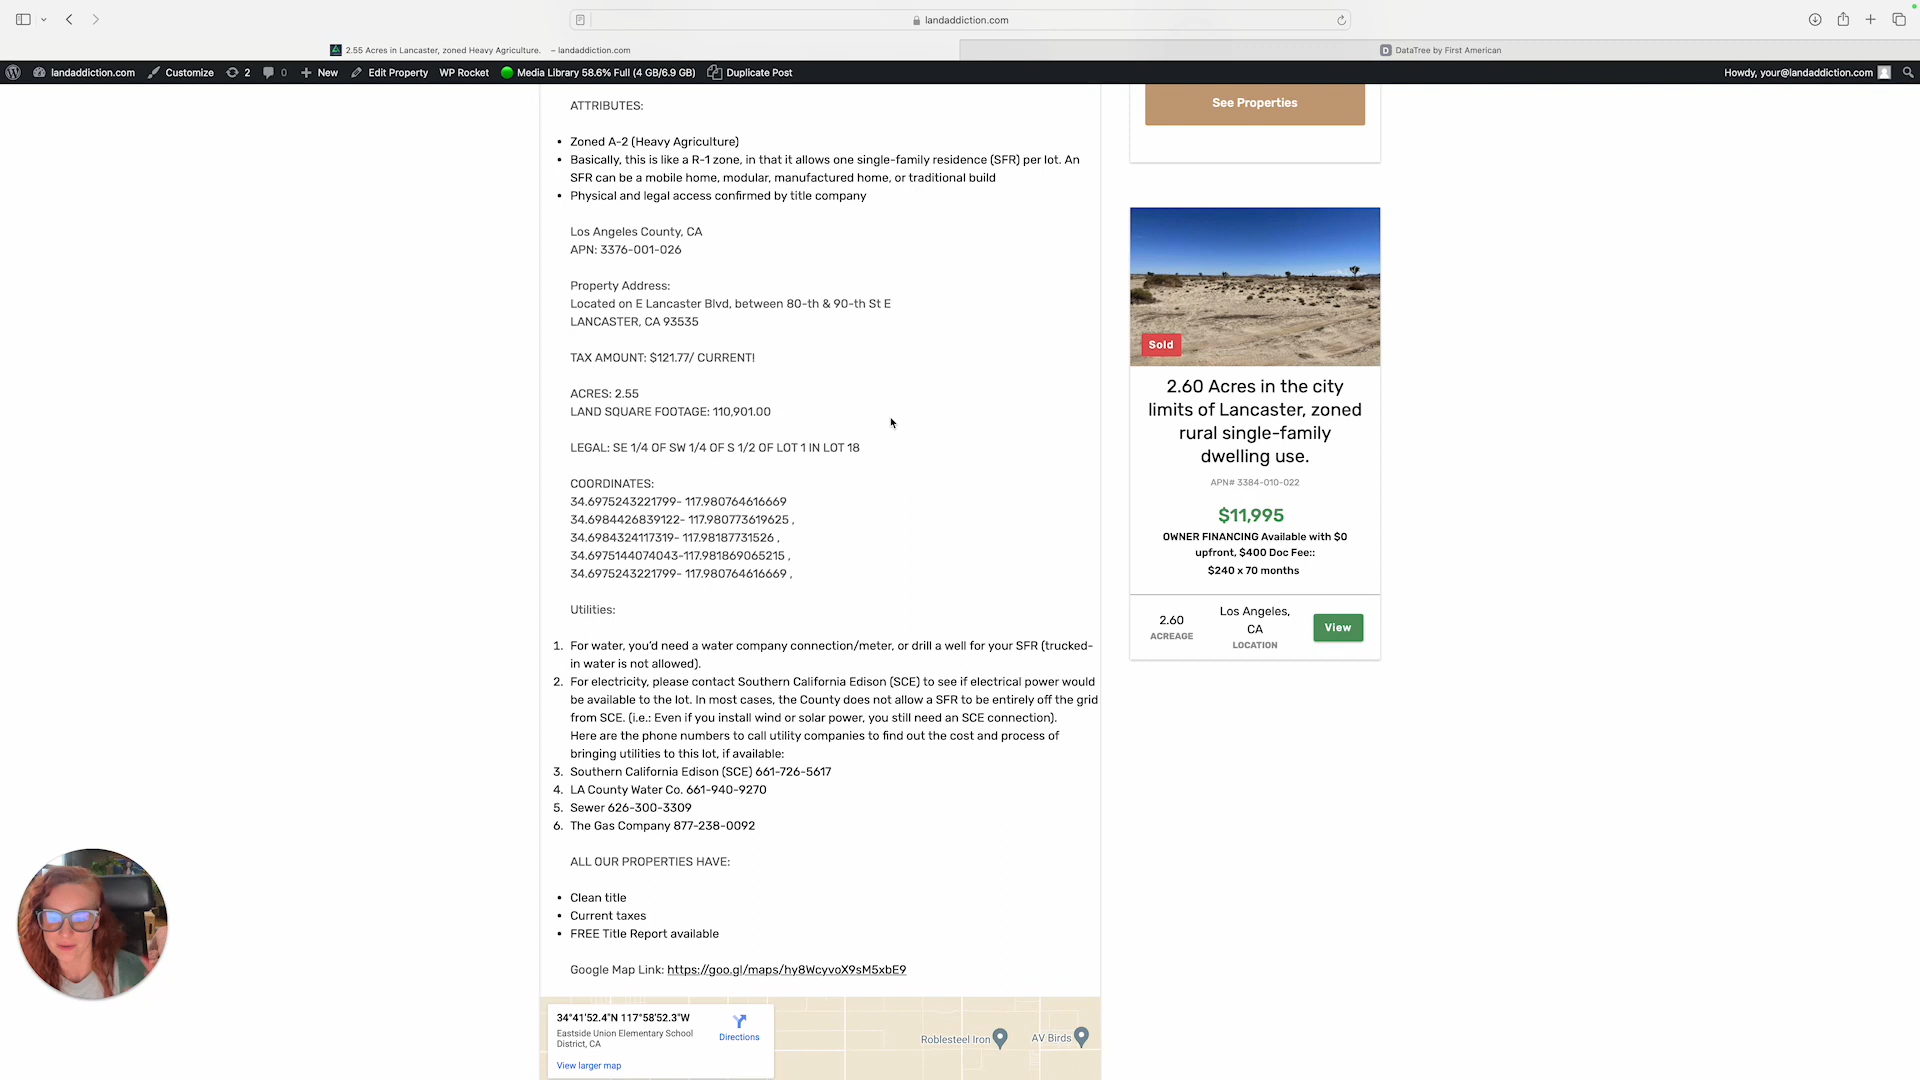 landaddiction.com
2.55 Acres in Lancaster, zoned Heavy Agriculture. – landaddiction.com
DataTree by First American
landaddiction.com
Customize
2
0
New
Edit Property
WP Rocket
Media Library 58.6% Full (4 GB/6.9 GB)
Duplicate Post
Howdy, your@landaddiction.com
ATTRIBUTES:
• Zoned A-2 (Heavy Agriculture)
• Basically, this is like a R-1 zone, in that it allows one single-family residence (SFR) per lot. An
SFR can be a mobile home, modular, manufactured home, or traditional build
• Physical and legal access confirmed by title company
Los Angeles County, CA
APN: 3376-001-026
Property Address:
Located on E Lancaster Blvd, between 80-th & 90-th St E
LANCASTER, CA 93535
TAX AMOUNT: $121.77/ CURRENT!
ACRES: 2.55
LAND SQUARE FOOTAGE: 110,901.00
LEGAL: SE 1/4 OF SW 1/4 OF S 1/2 OF LOT 1 IN LOT 18
COORDINATES:
34.6975243221799- 117.980764616669
34.6984426839122- 117.980773619625 ,
34.6984324117319- 117.98187731526 ,
34.6975144074043-117.981869065215 ,
34.6975243221799- 117.980764616669 ,
Utilities:
1. For water, you'd need a water company connection/meter, or drill a well for your SFR (trucked-
in water is not allowed).
2. For electricity, please contact Southern California Edison (SCE) to see if electrical power would
be available to the lot. In most cases, the County does not allow a SFR to be entirely off the grid
from SCE. (i.e.: Even if you install wind or solar power, you still need an SCE connection).
Here are the phone numbers to call utility companies to find out the cost and process of
bringing utilities to this lot, if available:
3. Southern California Edison (SCE) 661-726-5617
4. LA County Water Co. 661-940-9270
5. Sewer 626-300-3309
6. The Gas Company 877-238-0092
ALL OUR PROPERTIES HAVE:
• Clean title
• Current taxes
• FREE Title Report available
Google Map Link: https://goo.gl/maps/hy8WcyvoX9sM5xbE9
34°41'52.4"N 117°58'52.3"W
Eastside Union Elementary School
District, CA
View larger map
Directions
Roblesteel Iron
AV Birds
See Properties
Sold
2.60 Acres in the city
limits of Lancaster, zoned
rural single-family
dwelling use.
APN# 3384-010-022
$11,995
OWNER FINANCING Available with $0
upfront, $400 Doc Fee::
$240 x 70 months
2.60
ACREAGE
Los Angeles,
CA
LOCATION
View